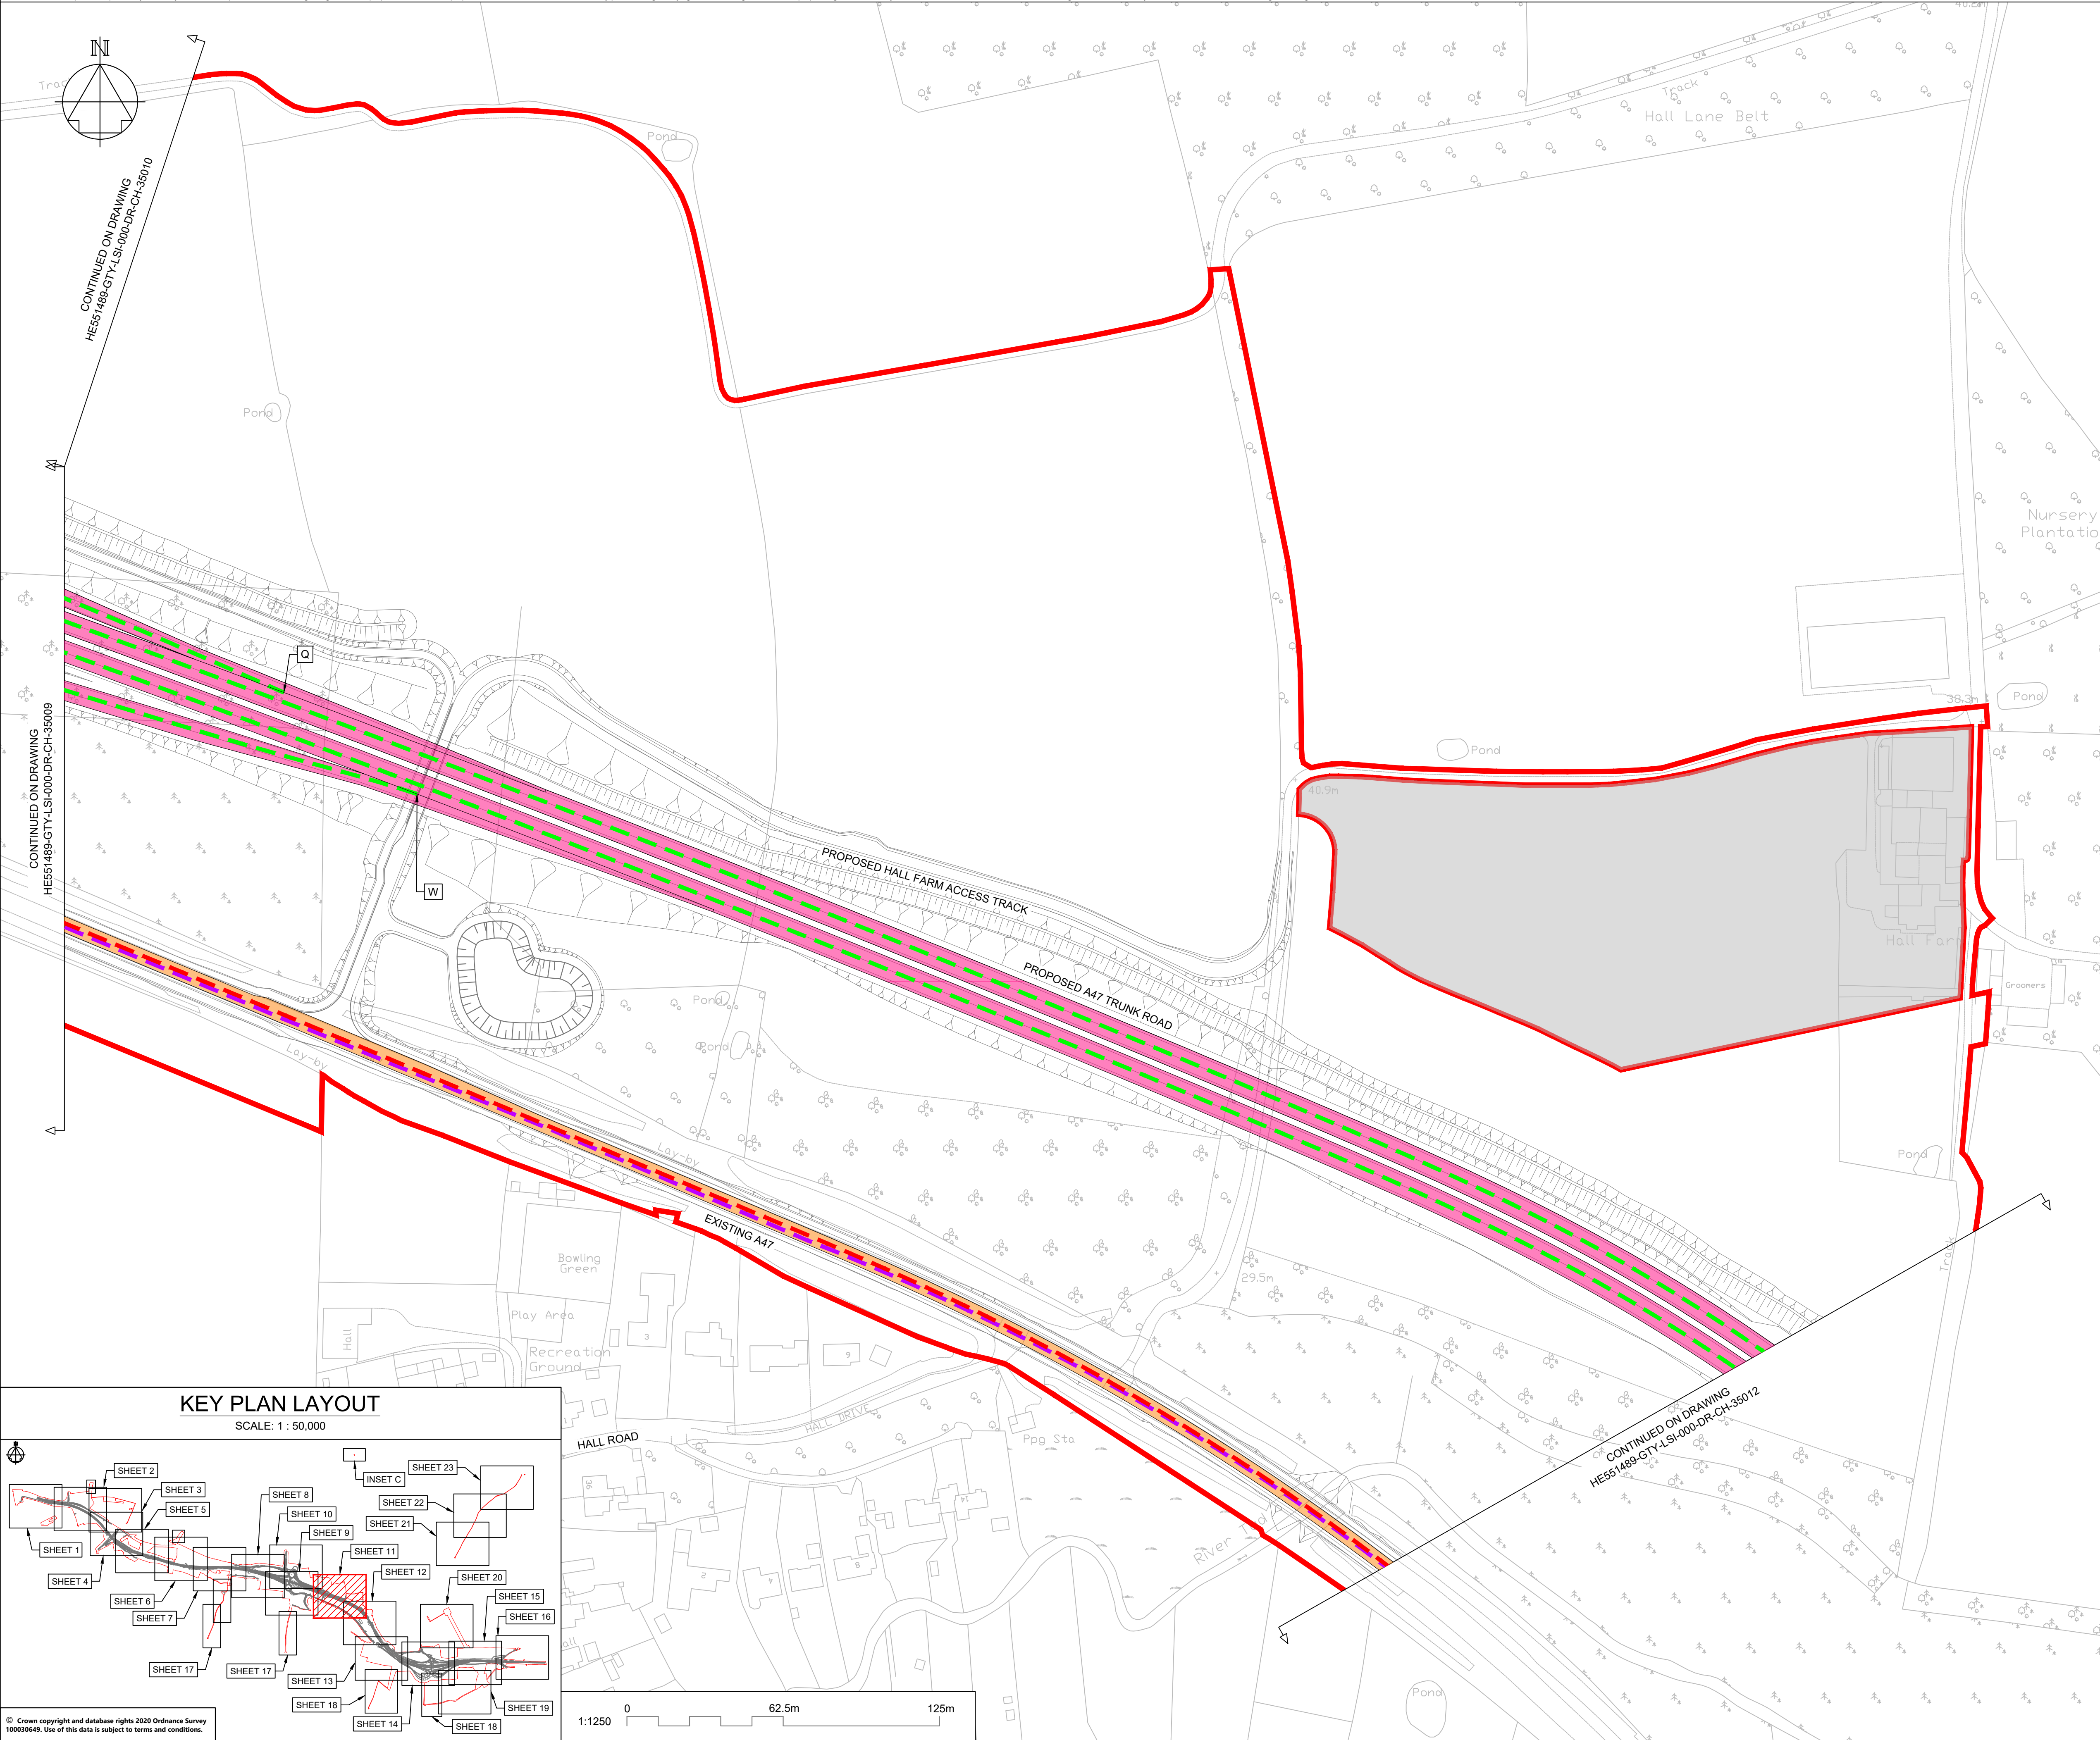 N
Track
Hall Lane Belt
Pond
CONTINUED ON DRAWING
HE551489-GTY-LSI-000-DR-CH-35010
Pond
Nursery
Q
38.3m
Pond
Pond
40.9m
CONTINUED ON DRAWING
HE551489-GTY-LSI-000-DR-CH-35009
W
PROPOSED HALL FARM ACCESS TRACK
Hall Farm
PROPOSED A47 TRUNK ROAD
Groomers
Pond
Pond
Lay-by
Lay-by
Pond
EXISTING A47
Track
Bowling
Green
29.5m
Play Area
Hall
3
9
Recreation
Ground
CONTINUED ON DRAWING
HE551489-GTY-LSI-000-DR-CH-35012
HALL DRIVE
HALL ROAD
Ppg Sta
36
14
River
8
2
4
Pond
KEY PLAN LAYOUT
SCALE: 1 : 50,000
SHEET 2
SHEET 3
SHEET 5
SHEET 8
SHEET 10
SHEET 9
INSET C
SHEET 23
SHEET 22
SHEET 21
SHEET 1
SHEET 11
SHEET 12
SHEET 4
SHEET 6
SHEET 7
SHEET 20
SHEET 15
SHEET 16
SHEET 17
SHEET 17
SHEET 13
SHEET 18
SHEET 14
SHEET 18
SHEET 19
© Crown copyright and database rights 2020 Ordnance Survey
100030649. Use of this data is subject to terms and conditions.
1:1250
0 62.5m 125m